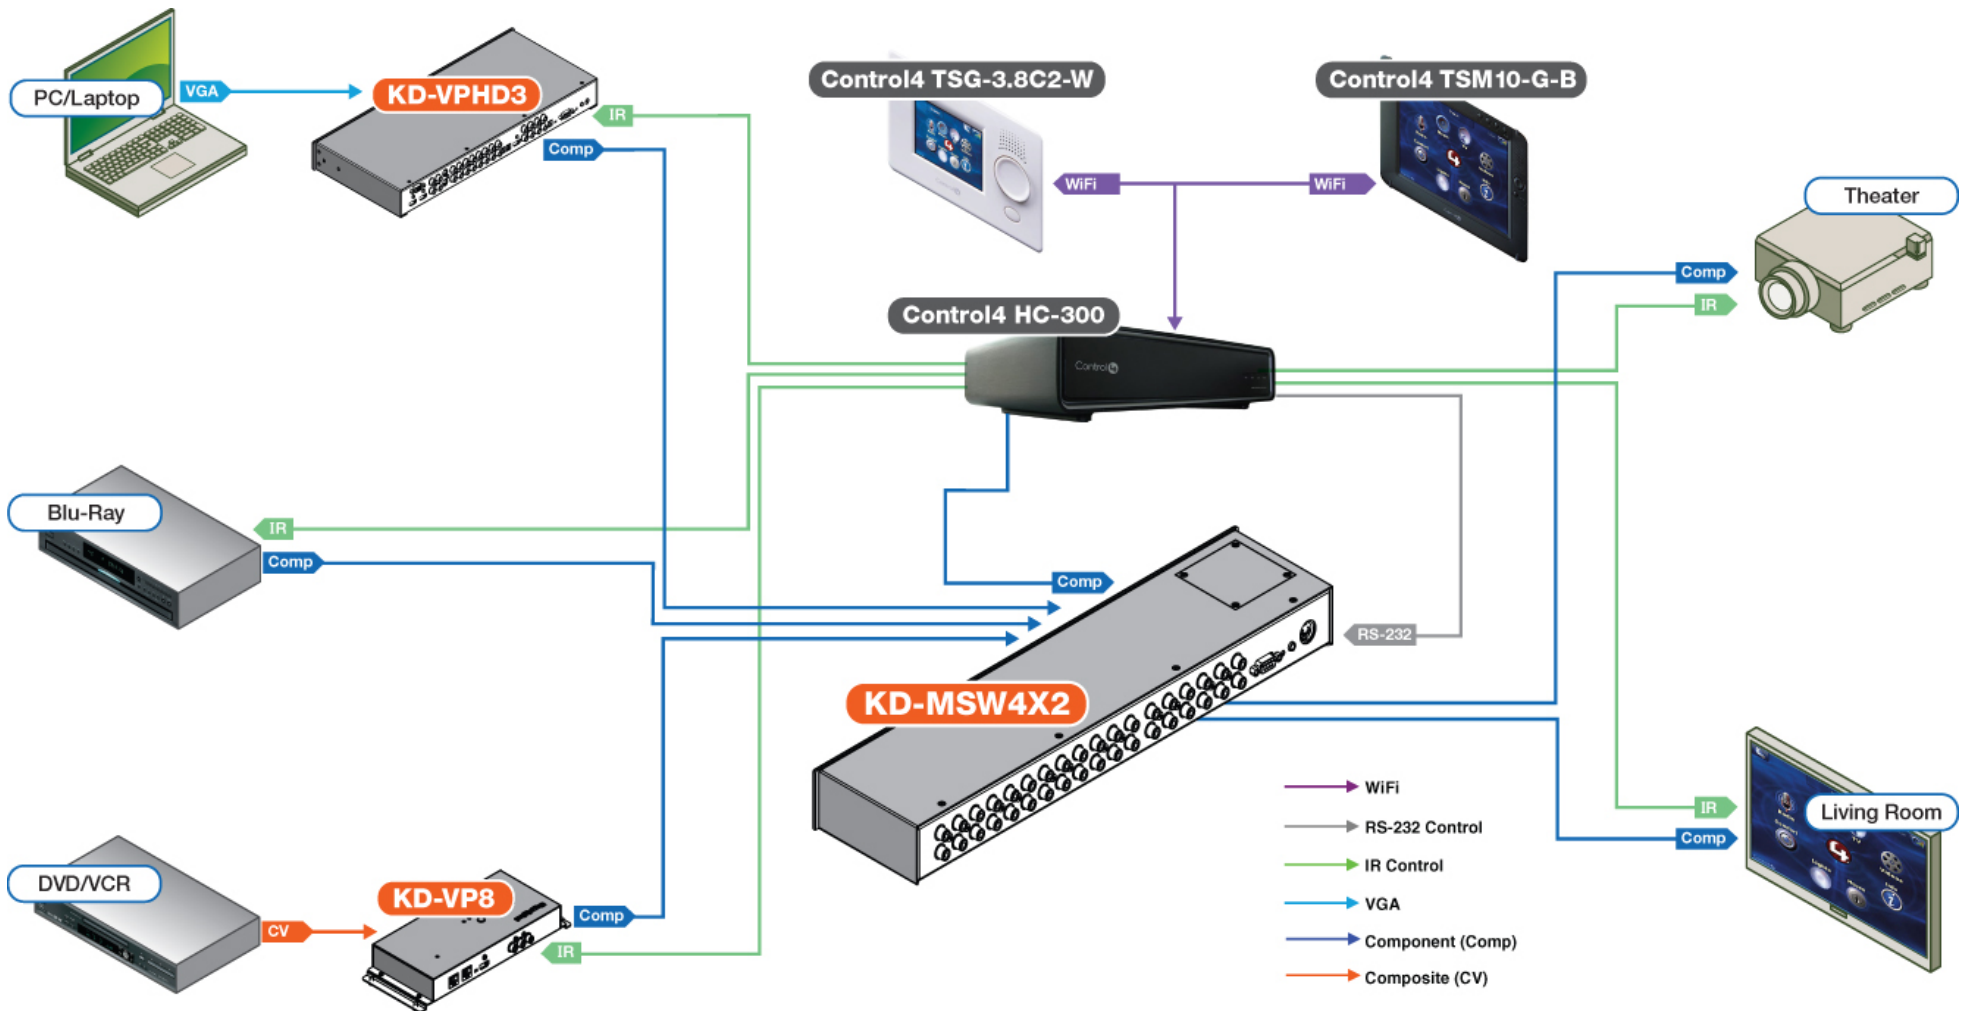 Control4 TSG-3.8C2-W
Control4 TSM10-G-B
PC/Laptop
VGA
KD-VPHD3
IR
Comp
WiFi
WiFi
Theater
Comp
IR
Control4 HC-300
Control4
Blu-Ray
IR
Comp
Comp
RS-232
KD-MSW4X2
IR
Living Room
Comp
DVD/VCR
CV
KD-VP8
Comp
IR
WiFi
RS-232 Control
IR Control
VGA
Component (Comp)
Composite (CV)